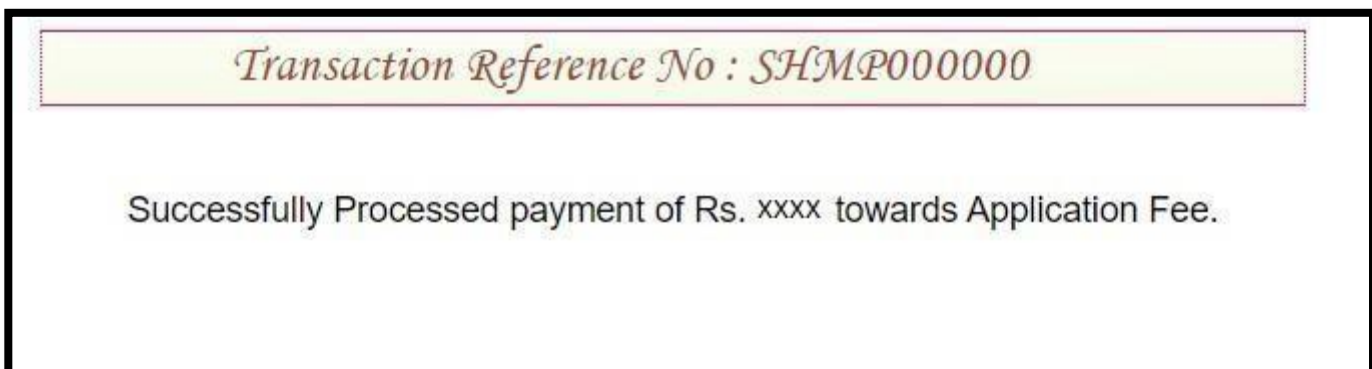 Transaction Reference No : SHMP000000
Successfully Processed payment of Rs. xxxx towards Application Fee.